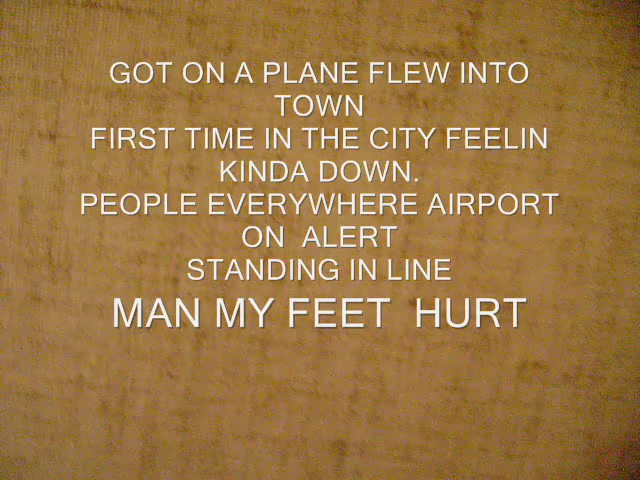 GOT ON A PLANE FLEW INTO
TOWN
FIRST TIME IN THE CITY FEELIN
KINDA DOWN.
PEOPLE EVERYWHERE AIRPORT
ON  ALERT
STANDING IN LINE
MAN MY FEET  HURT